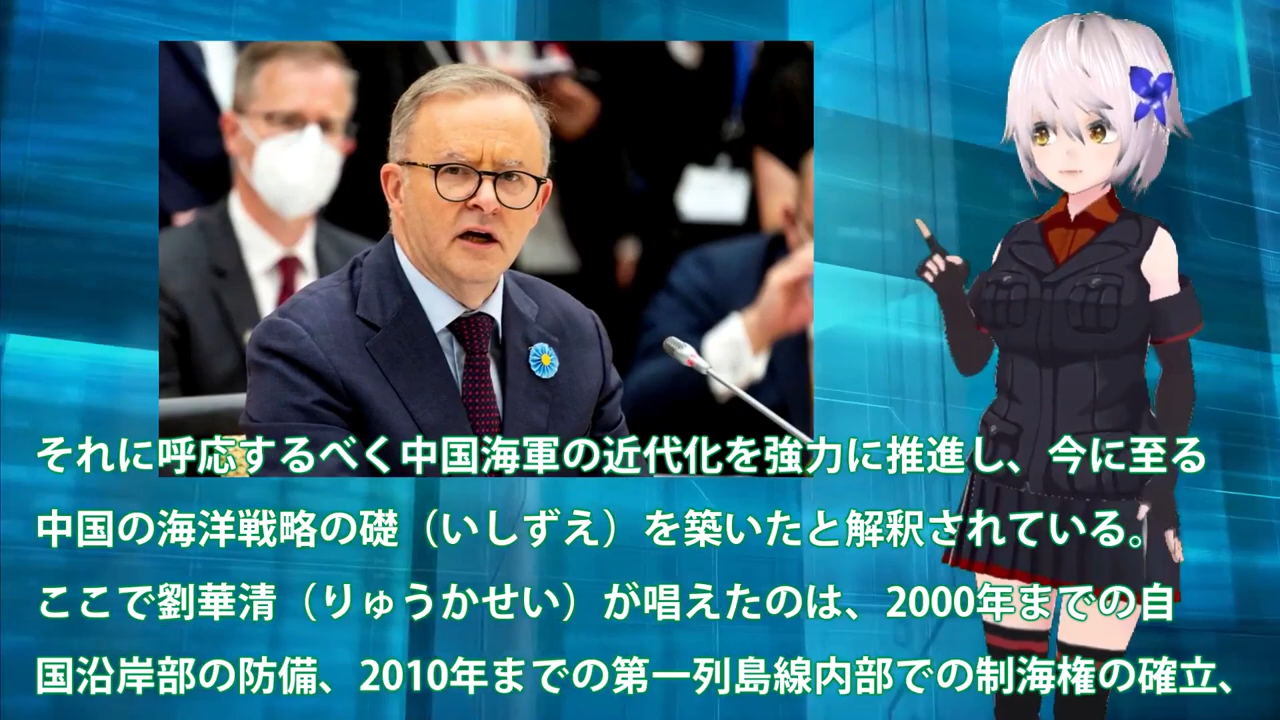 それに呼応するべく中国海軍の近代化を強力に推進し、今に至る
中国の海洋戦略の礎（いしずえ）を築いたと解釈されている。
ここで劉華清（りゅうかせい）が唱えたのは、2000年までの自
国沿岸部の防備、2010年までの第一列島線内部での制海権の確立、